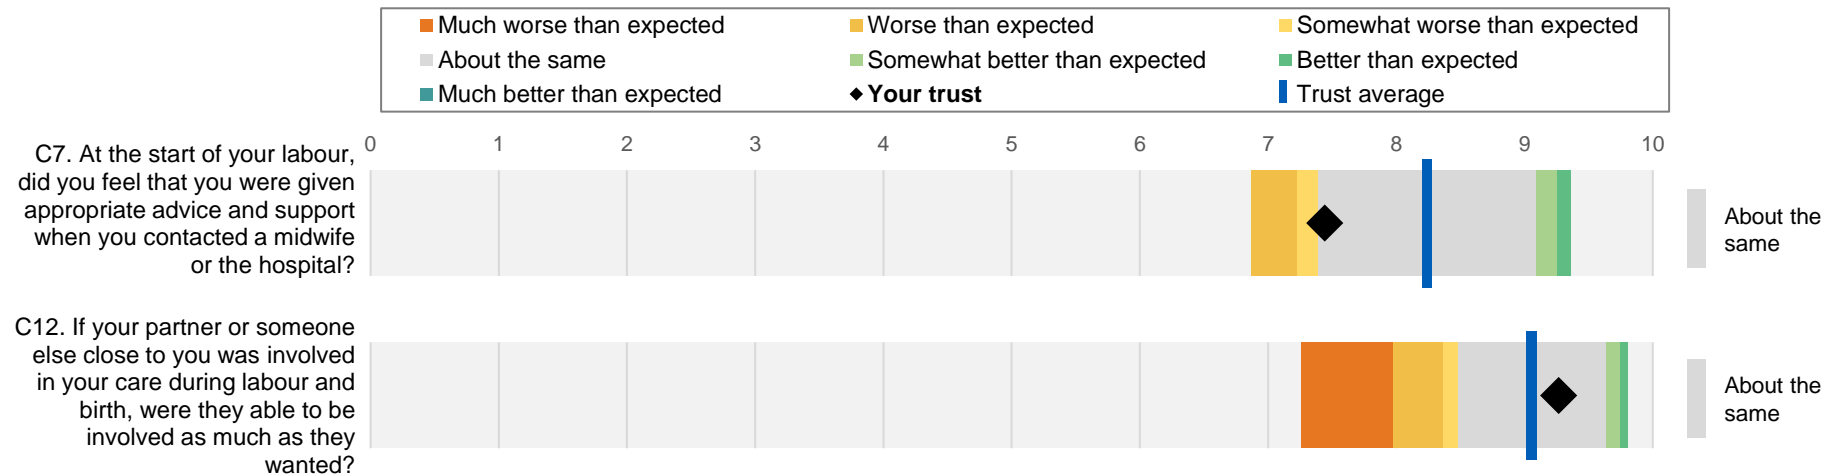 Much worse than expected
Worse than expected
Somewhat worse than expected
About the same
Somewhat better than expected
Better than expected
Much better than expected
Your trust
Trust average
0 1 2 3 4 5 6 7 8 9 10
C7. At the start of your labour,
did you feel that you were given
appropriate advice and support
when you contacted a midwife
or the hospital?
About the
same
C12. If your partner or someone
else close to you was involved
in your care during labour and
birth, were they able to be
involved as much as they
wanted?
About the
same